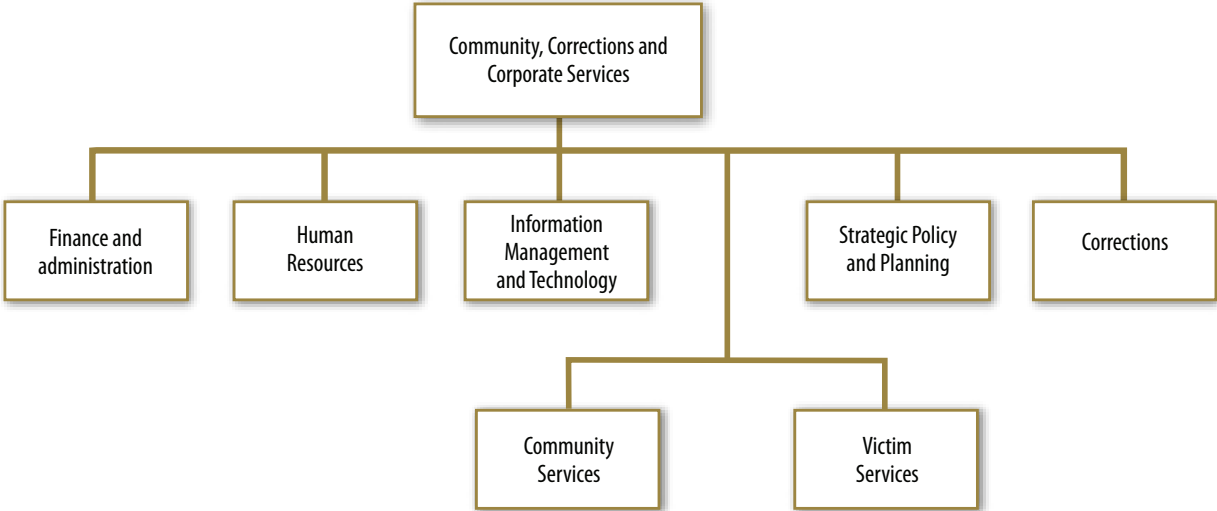 Community, Corrections and
Corporate Services
Finance and
administration
Human
Resources
Information
Management
and Technology
Strategic Policy
and Planning
Corrections
Community
Services
Victim
Services